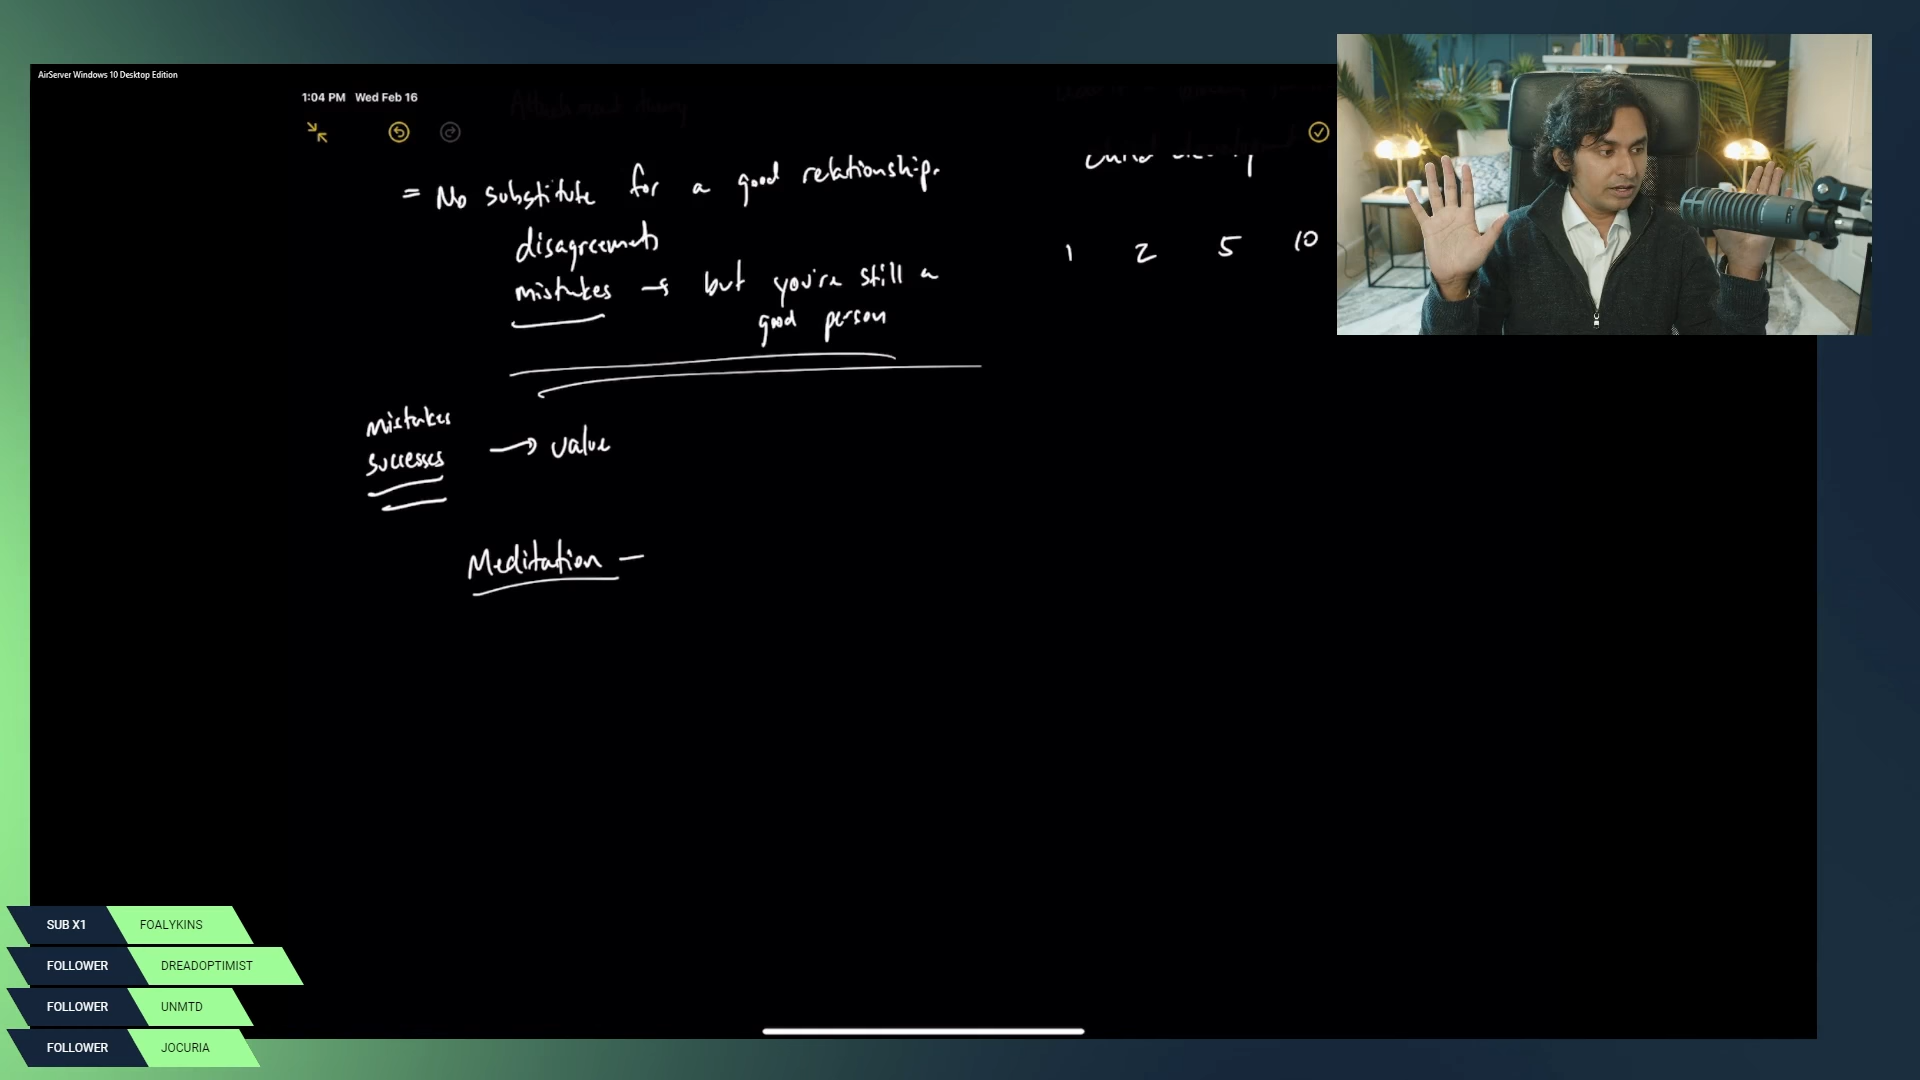 AirServer Windows 10 Desktop Edition
1:04 PM Wed Feb 16
Attachment theory
= No substitute for a good relationship.
disagreements
mistakes → but you're still a
good person
1 2 5 10
mistakes
successes → value
Meditation -
SUB X1 FOALYKINS
FOLLOWER DREADOPTIMIST
FOLLOWER UNMTD
FOLLOWER JOCURIA